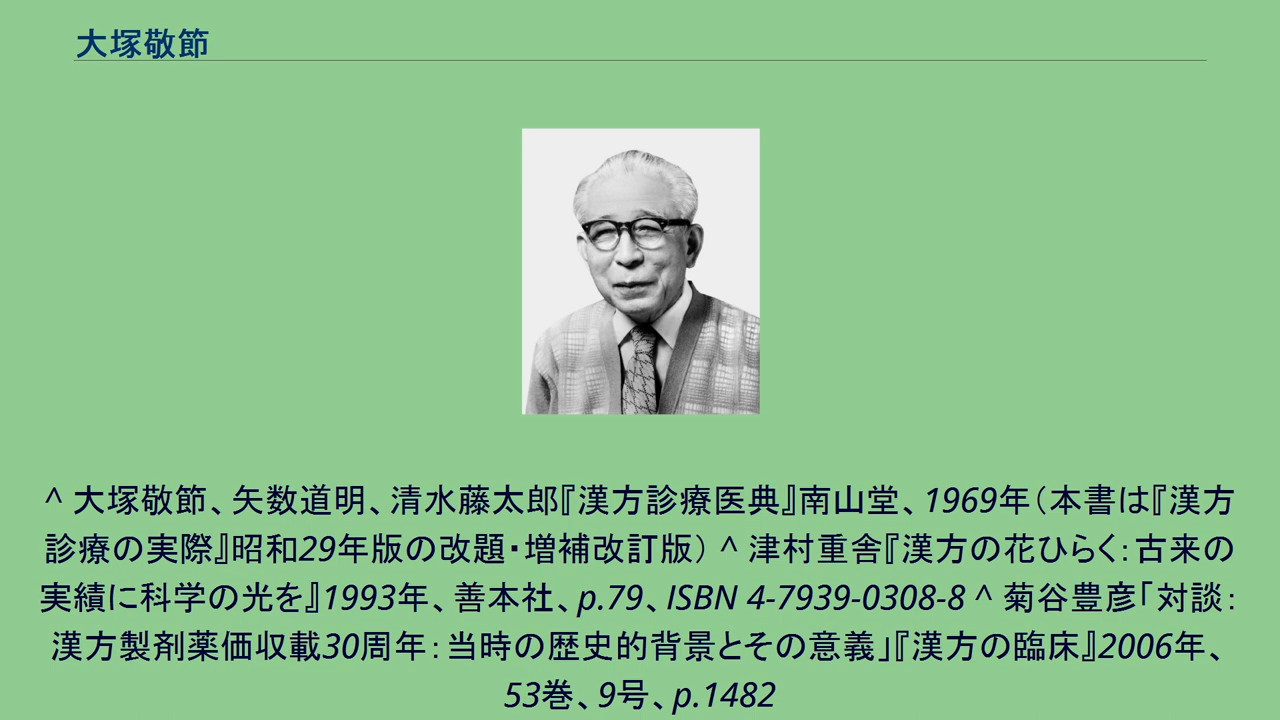 大塚敬節
^ 大塚敬節、矢数道明、清水藤太郎『漢方診療医典』南山堂、1969年（本書は『漢方
診療の実際』昭和29年版の改題・増補改訂版） ^ 津村重舎『漢方の花ひらく：古来の
実績に科学の光を』1993年、善本社、p.79、ISBN 4-7939-0308-8 ^ 菊谷豊彦「対談：
漢方製剤薬価収載30周年：当時の歴史的背景とその意義」『漢方の臨床』2006年、
53巻、9号、p.1482